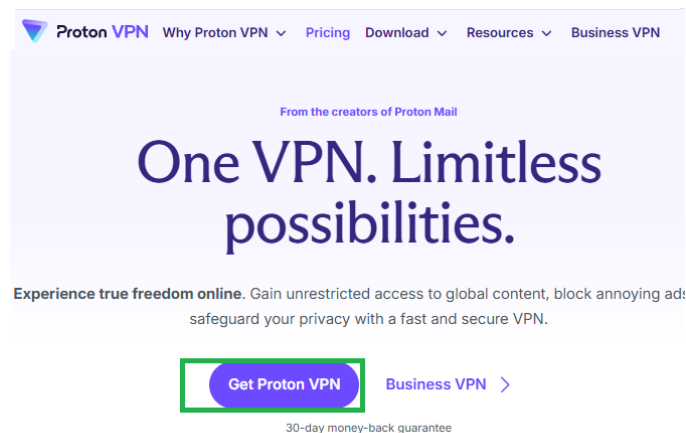 Proton VPN Why Proton VPN Pricing Download Resources Business VPN
From the creators of Proton Mail
One VPN. Limitless
possibilities.
Experience true freedom online. Gain unrestricted access to global content, block annoying ads
safeguard your privacy with a fast and secure VPN.
Get Proton VPN Business VPN
30-day money-back guarantee